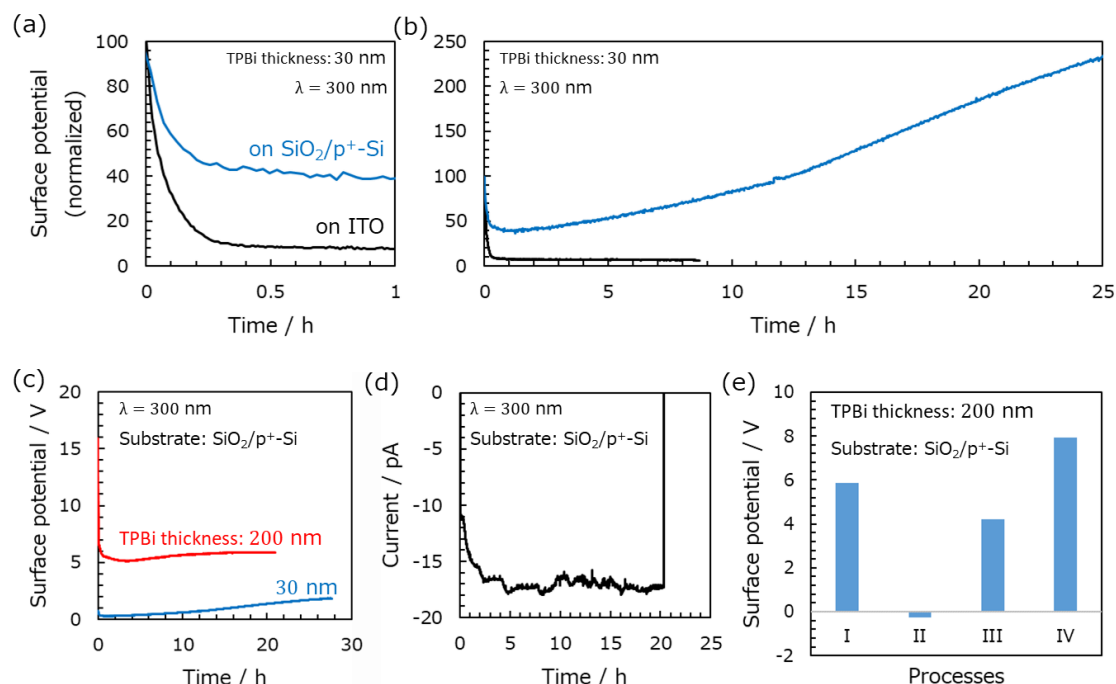 (a)
Surface potential
(normalized)
100
80
60
40
20
0
TPBi thickness: 30 nm
λ = 300 nm
on SiO₂/p⁺-Si
on ITO
0
0.5
1
Time / h
(b)
250
200
150
100
50
0
TPBi thickness: 30 nm
λ = 300 nm
0
5
10
15
20
25
Time / h
(c)
Surface potential / V
20
15
10
5
0
λ = 300 nm
Substrate: SiO₂/p⁺-Si
TPBi thickness: 200 nm
30 nm
0
10
20
30
Time / h
(d)
Current / pA
0
−5
−10
−15
−20
λ = 300 nm
Substrate: SiO₂/p⁺-Si
0
5
10
15
20
25
Time / h
(e)
Surface potential / V
10
8
6
4
2
0
-2
TPBi thickness: 200 nm
Substrate: SiO₂/p⁺-Si
I
II
III
IV
Processes